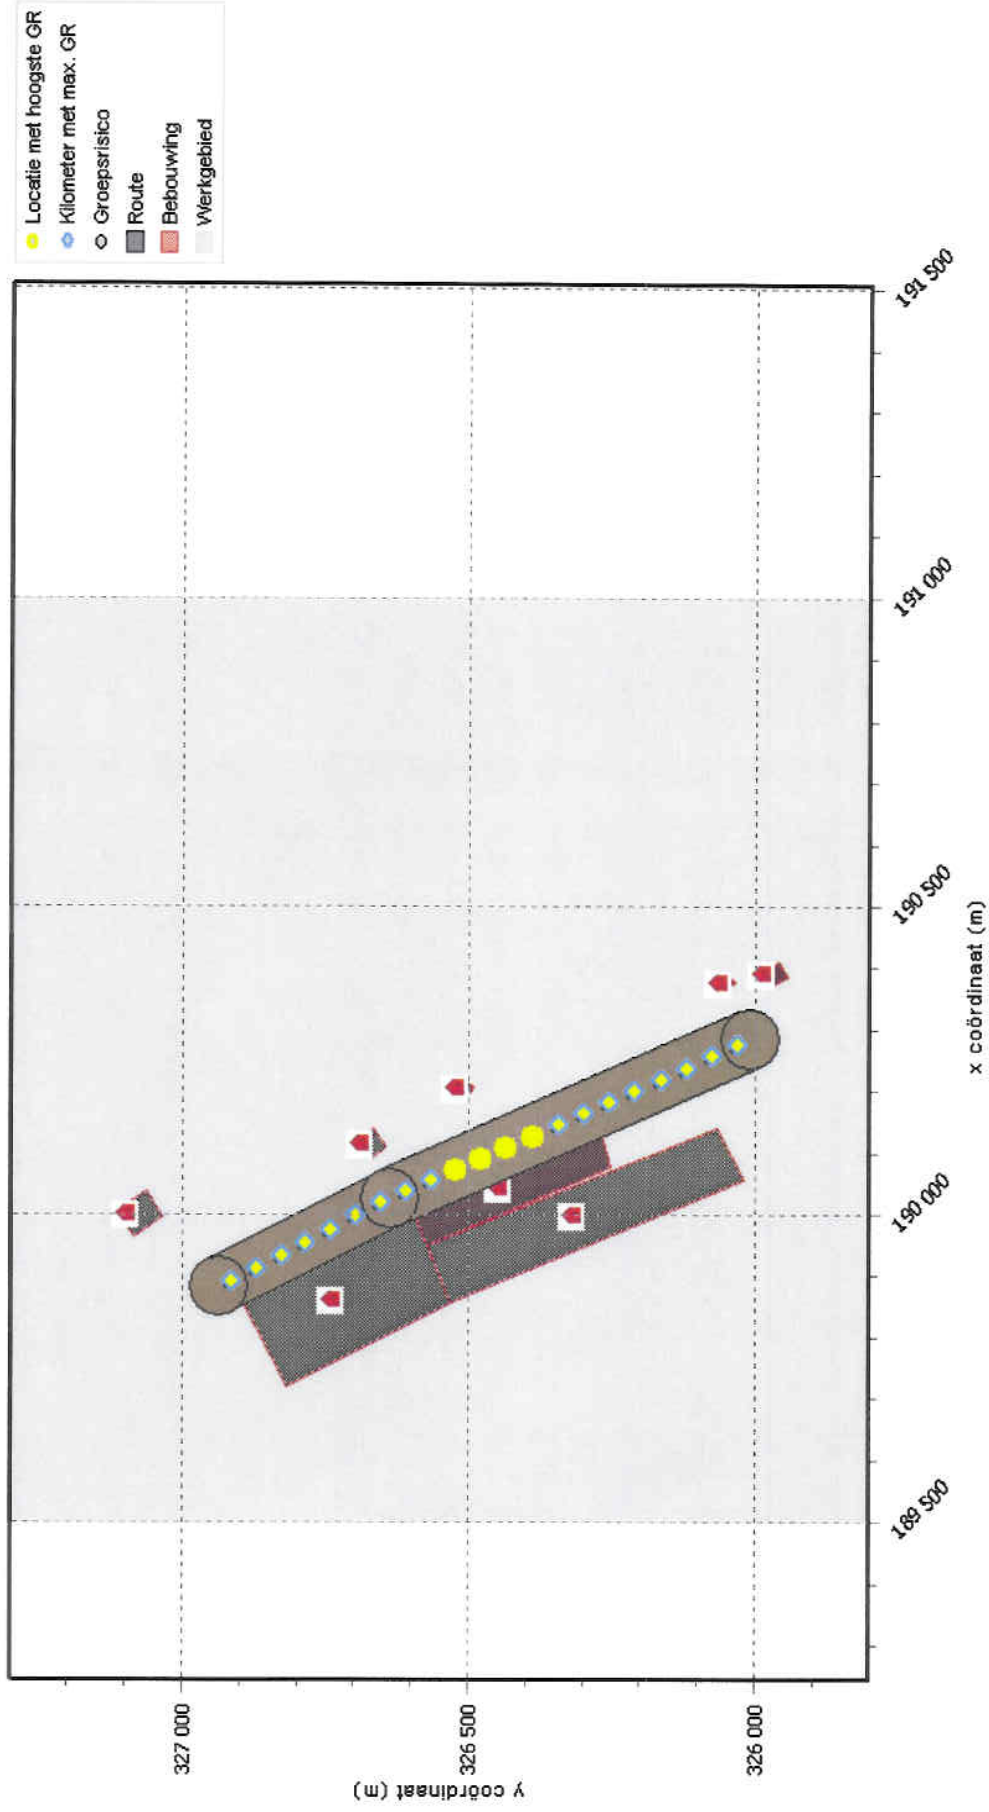 Locatie met hoogste GR
Kilometer met max. GR
Groepsrisico
Route
Bebouwing
Werkgebied
327 000
326 500
326 000
y coördinaat (m)
189 500
190 000
190 500
191 000
191 500
x coördinaat (m)